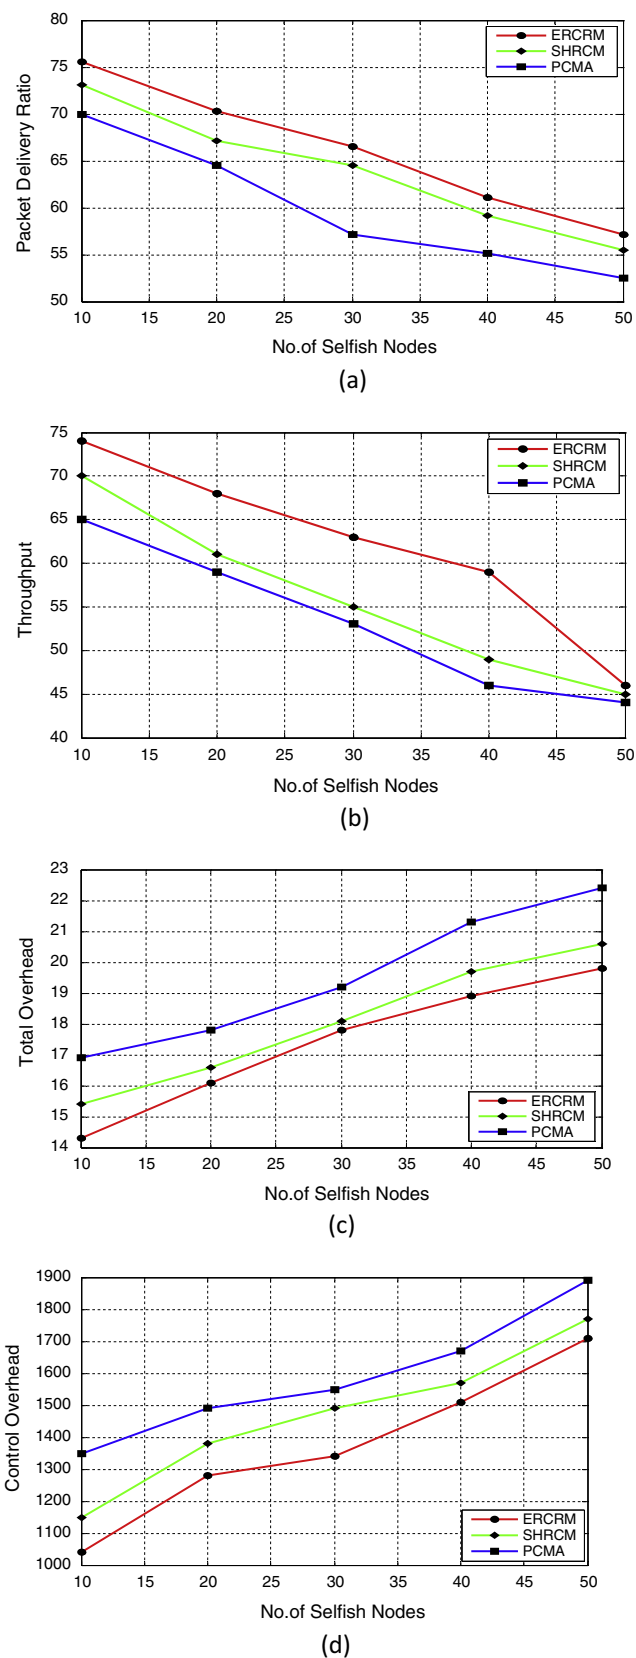 80
75
70
65
60
55
50
Packet Delivery Ratio
ERCRM
SHRCM
PCMA
10 15 20 25 30 35 40 45 50
No.of Selfish Nodes
(a)
75
70
65
60
55
50
45
40
Throughput
ERCRM
SHRCM
PCMA
10 15 20 25 30 35 40 45 50
No.of Selfish Nodes
(b)
23
22
21
20
19
18
17
16
15
14
Total Overhead
ERCRM
SHRCM
PCMA
10 15 20 25 30 35 40 45 50
No.of Selfish Nodes
(c)
1900
1800
1700
1600
1500
1400
1300
1200
1100
1000
Control Overhead
ERCRM
SHRCM
PCMA
10 15 20 25 30 35 40 45 50
No.of Selfish Nodes
(d)